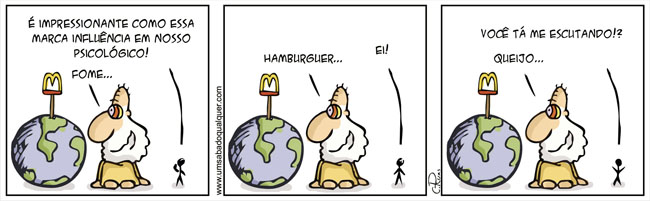 É IMPRESSIONANTE COMO ESSA
MARCA INFLUÊNCIA EM NOSSO
PSICOLÓGICO!
FOME...
M
www.umsabadoqualquer.com
HAMBURGUER...
EI!
M
VOCÊ TÁ ME ESCUTANDO!?
QUEIJO...
M